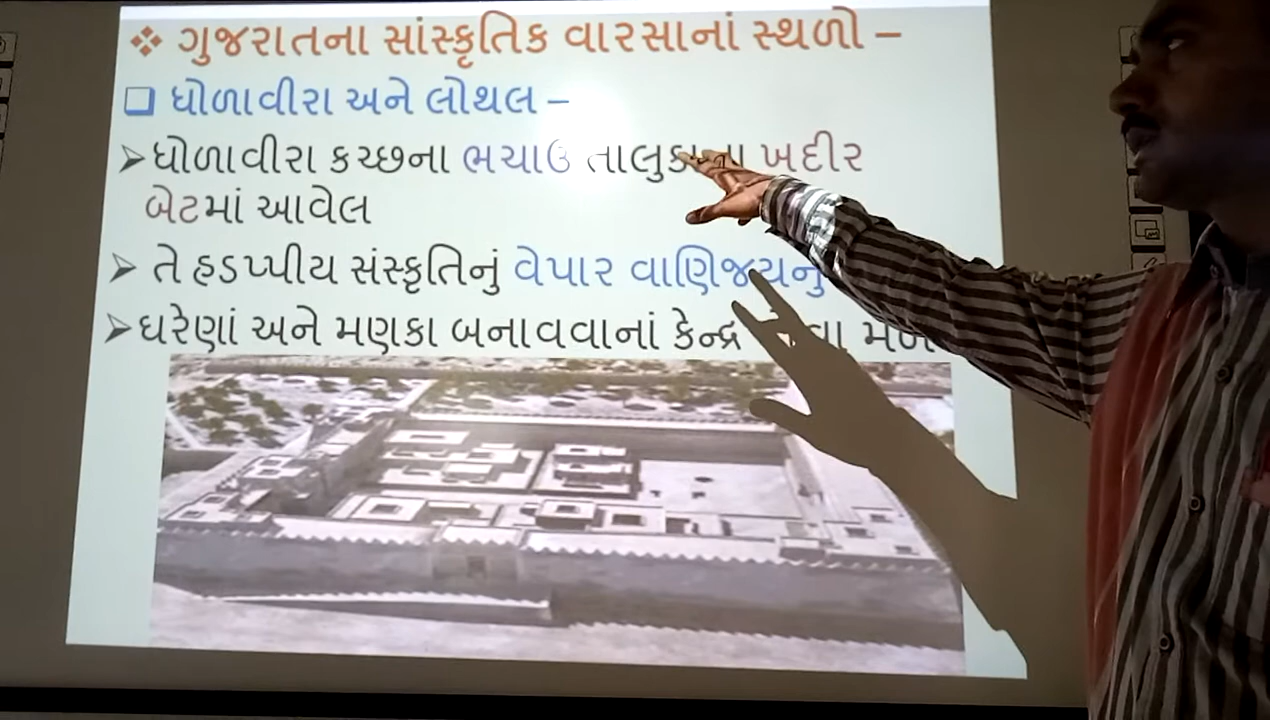 ❖ ગુજરાતના સાંસ્કૃતિક વારસાનાં સ્થળો –
❑ ધોળાવીરા અને લોથલ –
➢ ધોળાવીરા કચ્છના ભચાઉ તાલુકાના ખદીર
બેટમાં આવેલ
➢ તે હડપ્પીય સંસ્કૃતિનું વેપાર વાણિજ્યનું
➢ ઘરેણાં અને મણકા બનાવવાનાં કેન્દ્ર